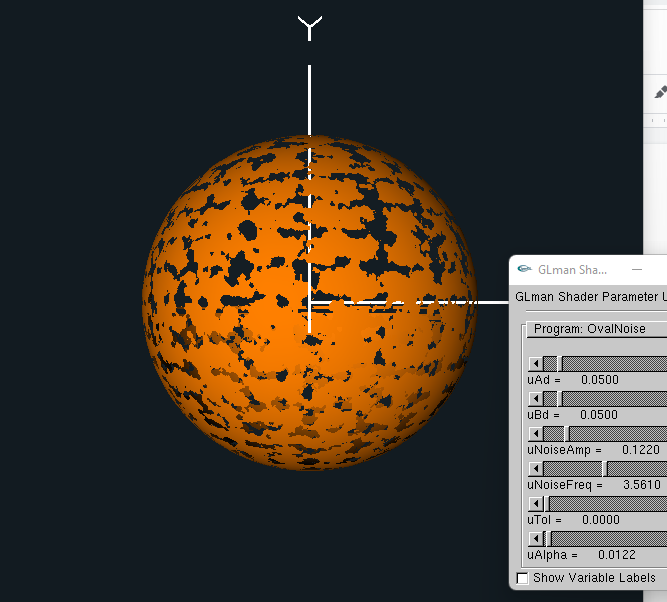 Y
GLman Sha...
GLman Shader Parameter U
Program: OvalNoise
uAd = 0.0500
uBd = 0.0500
uNoiseAmp = 0.1220
uNoiseFreq = 3.5610
uTol = 0.0000
uAlpha = 0.0122
Show Variable Labels